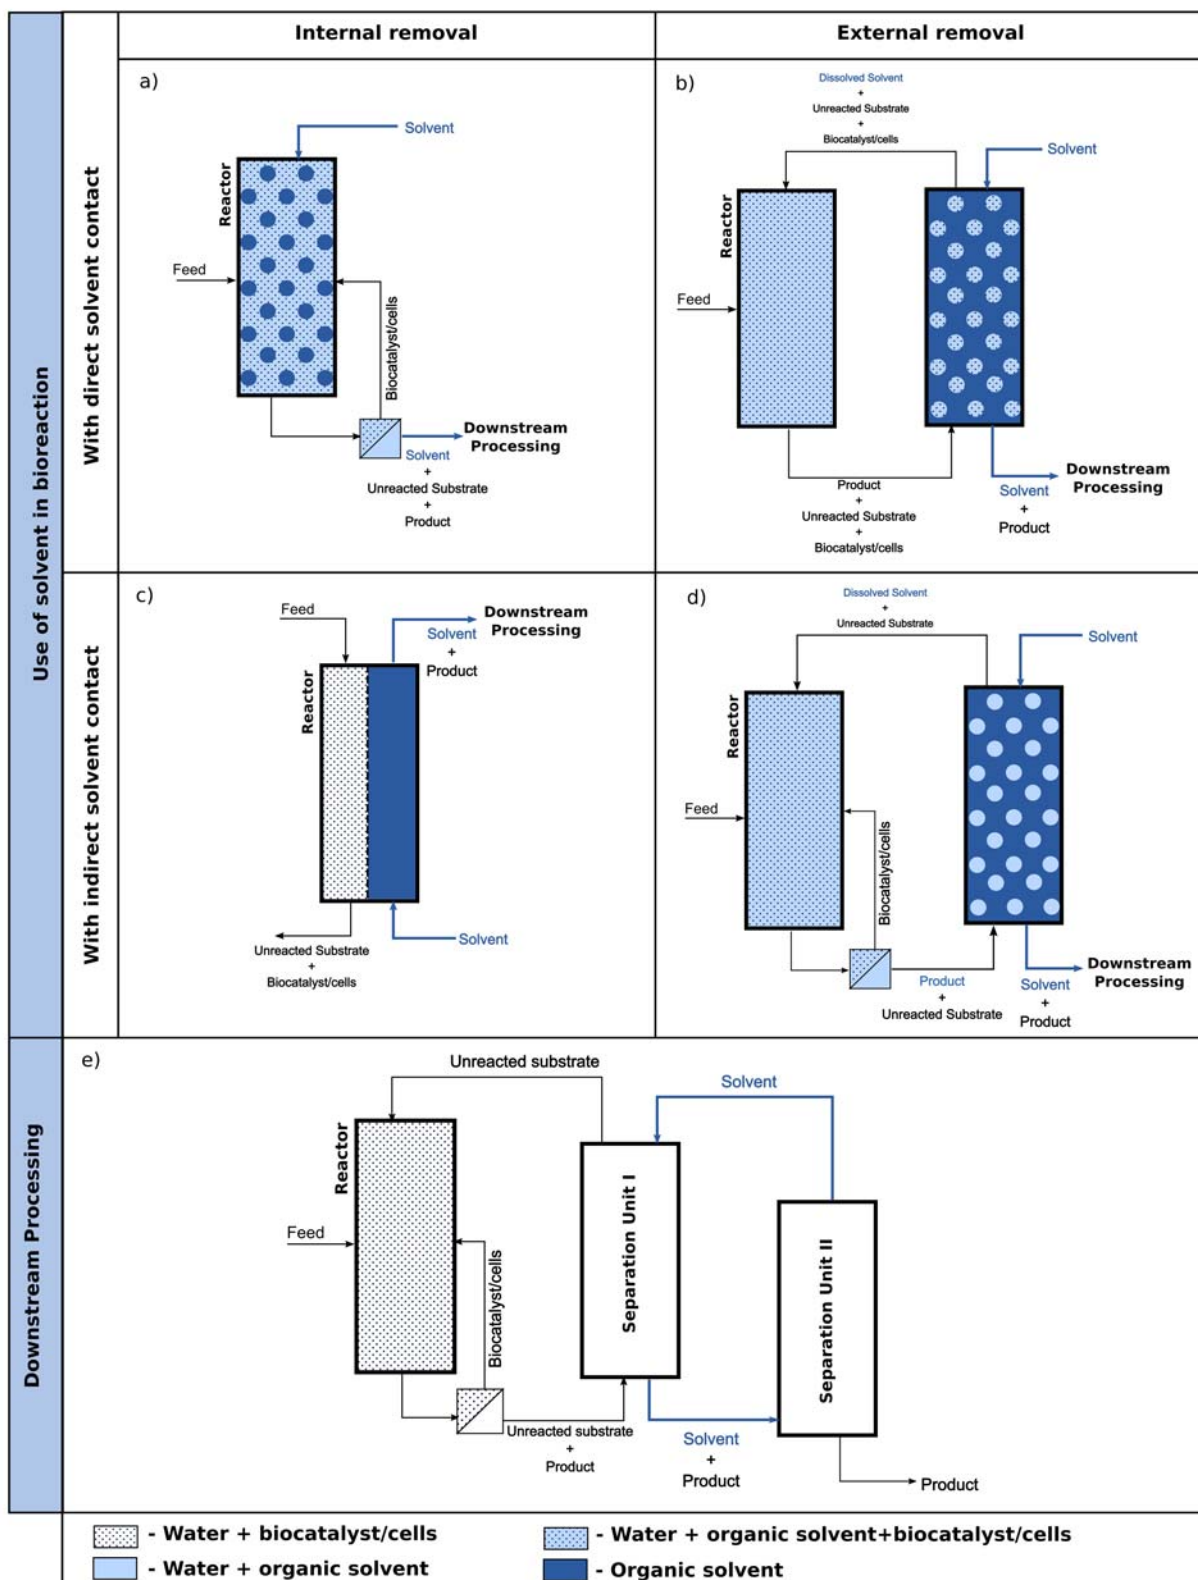 Internal removal
External removal
Use of solvent in bioreaction
With direct solvent contact
a)
Solvent
Reactor
Feed
Biocatalyst/cells
Downstream
Processing
Solvent
+
Unreacted Substrate
+
Product
b)
Dissolved Solvent
+
Unreacted Substrate
+
Biocatalyst/cells
Solvent
Reactor
Feed
Product
+
Unreacted Substrate
+
Biocatalyst/cells
Downstream
Processing
Solvent
+
Product
With indirect solvent contact
c)
Feed
Downstream
Processing
Solvent
+
Product
Reactor
Solvent
Unreacted Substrate
+
Biocatalyst/cells
d)
Dissolved Solvent
+
Unreacted Substrate
Solvent
Reactor
Feed
Biocatalyst/cells
Product
+
Unreacted Substrate
Downstream
Processing
Solvent
+
Product
Downstream Processing
e)
Unreacted substrate
Solvent
Reactor
Feed
Biocatalyst/cells
Separation Unit I
Separation Unit II
Unreacted substrate
+
Product
Solvent
+
Product
Product
- Water + biocatalyst/cells
- Water + organic solvent+biocatalyst/cells
- Water + organic solvent
- Organic solvent